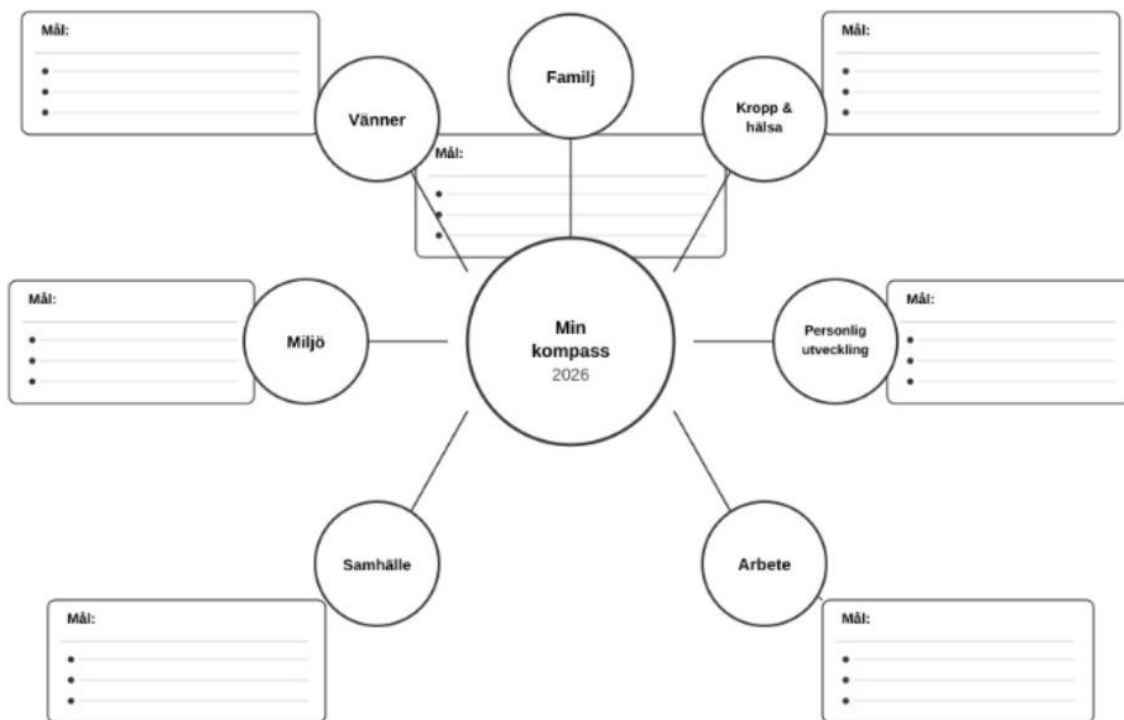 Mål:
Familj
Mål:
Vänner
Kropp &
hälsa
Mål:
Mål:
Miljö
Min
kompass
2026
Personlig
utveckling
Mål:
Samhälle
Arbete
Mål:
Mål: